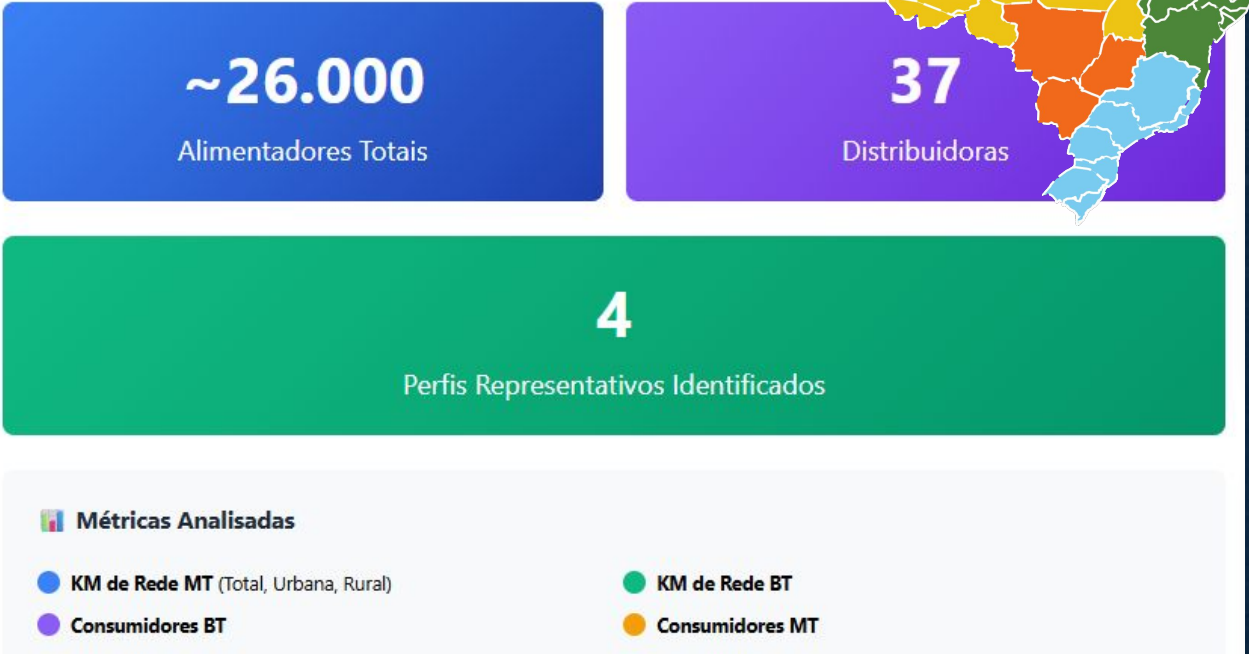 ~26.000
Alimentadores Totais
37
Distribuidoras
4
Perfis Representativos Identificados
Métricas Analisadas
KM de Rede MT (Total, Urbana, Rural)
KM de Rede BT
Consumidores BT
Consumidores MT